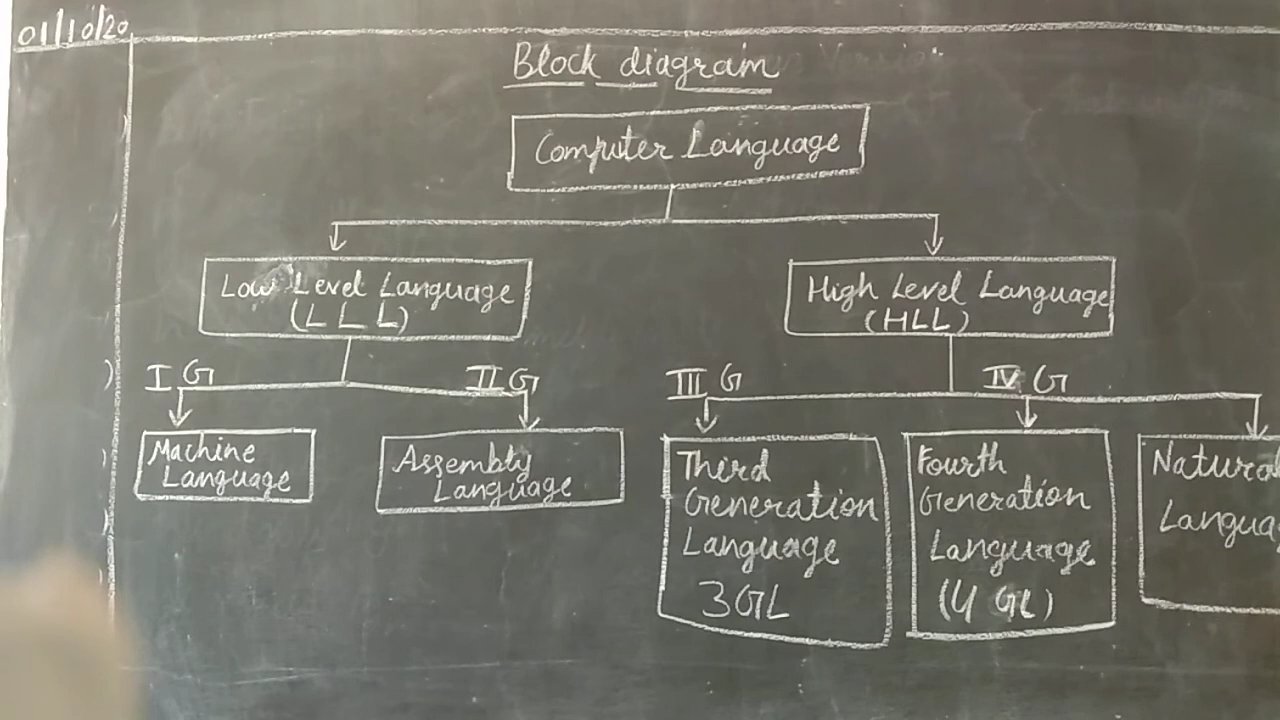 01/10/20
Block diagram
Computer Language
Low Level Language
(LLL)
High Level Language
(HLL)
I G
II G
III G
IV G
Machine
Language
Assembly
Language
Third
Generation
Language
3GL
Fourth
Generation
Language
(4 GL)